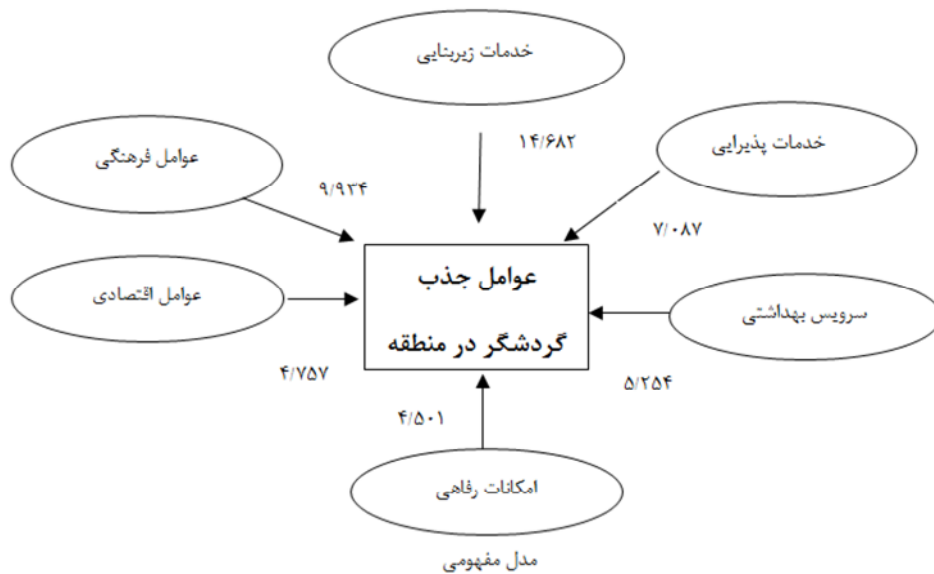 خدمات زیربنایی
۱۴/۶۸۲
خدمات پذیرایی
۷/۰۸۷
عوامل فرهنگی
۹/۹۳۴
عوامل جذب
گردشگر در منطقه
سرویس بهداشتی
۵/۲۵۴
عوامل اقتصادی
۴/۷۵۷
۴/۵۰۱
امکانات رفاهی
مدل مفهومی